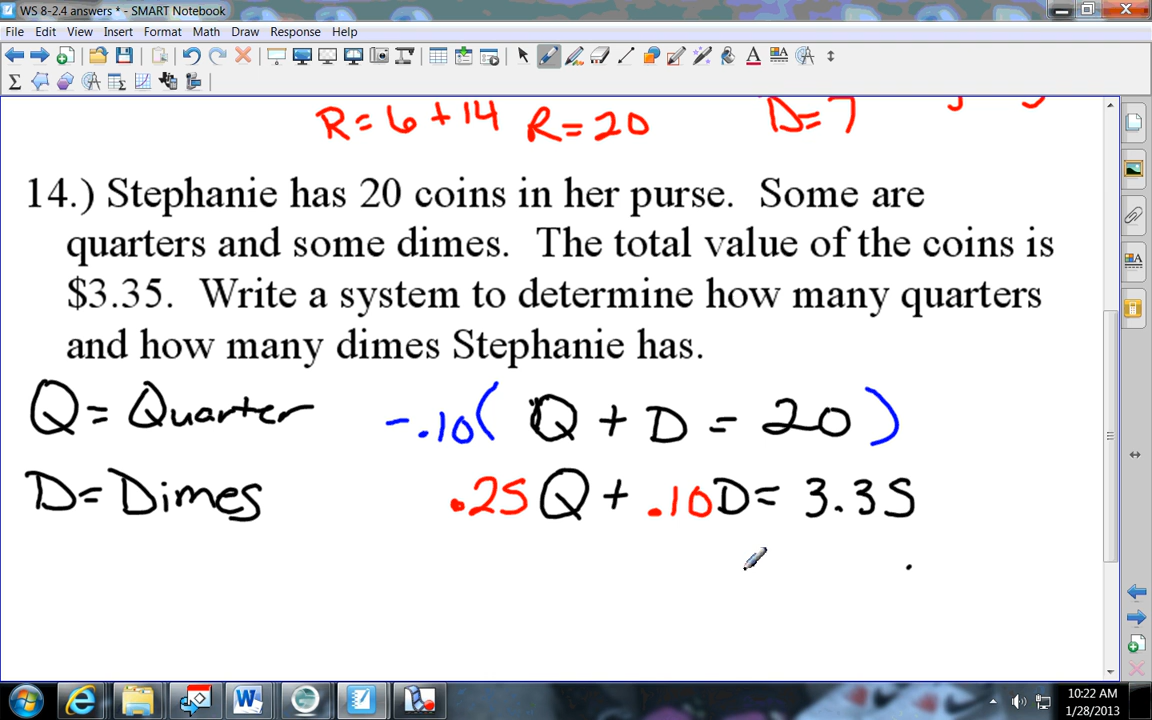 WS 8-2.4 answers * - SMART Notebook
File Edit View Insert Format Math Draw Response Help
R = 6 + 14 R = 20 D = 7
14.) Stephanie has 20 coins in her purse. Some are
quarters and some dimes. The total value of the coins is
$3.35. Write a system to determine how many quarters
and how many dimes Stephanie has.
Q = Quarter -.10( Q + D = 20 )
D = Dimes .25Q + .10D = 3.35
10:22 AM
1/28/2013